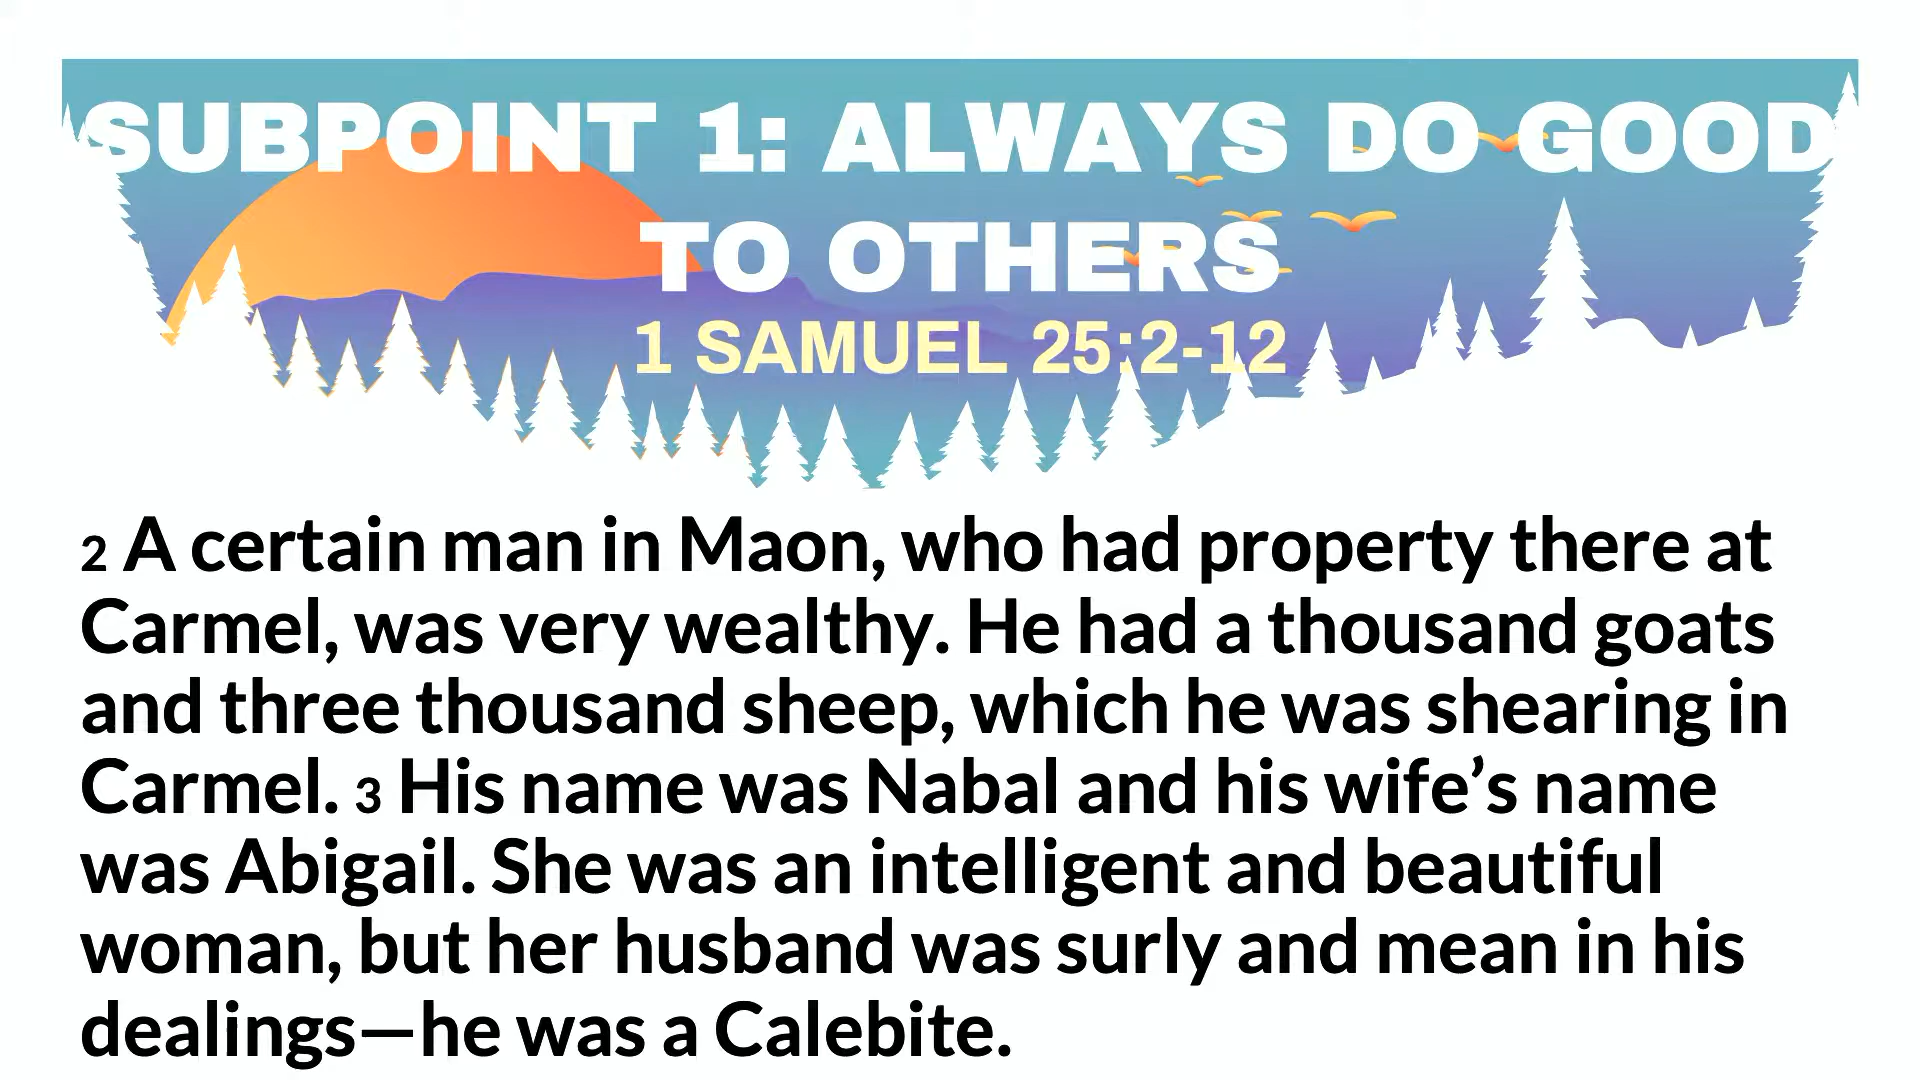 SUBPOINT 1: ALWAYS DO GOOD
TO OTHERS
1 SAMUEL 25:2-12
2 A certain man in Maon, who had property there at
Carmel, was very wealthy. He had a thousand goats
and three thousand sheep, which he was shearing in
Carmel. 3 His name was Nabal and his wife’s name
was Abigail. She was an intelligent and beautiful
woman, but her husband was surly and mean in his
dealings—he was a Calebite.